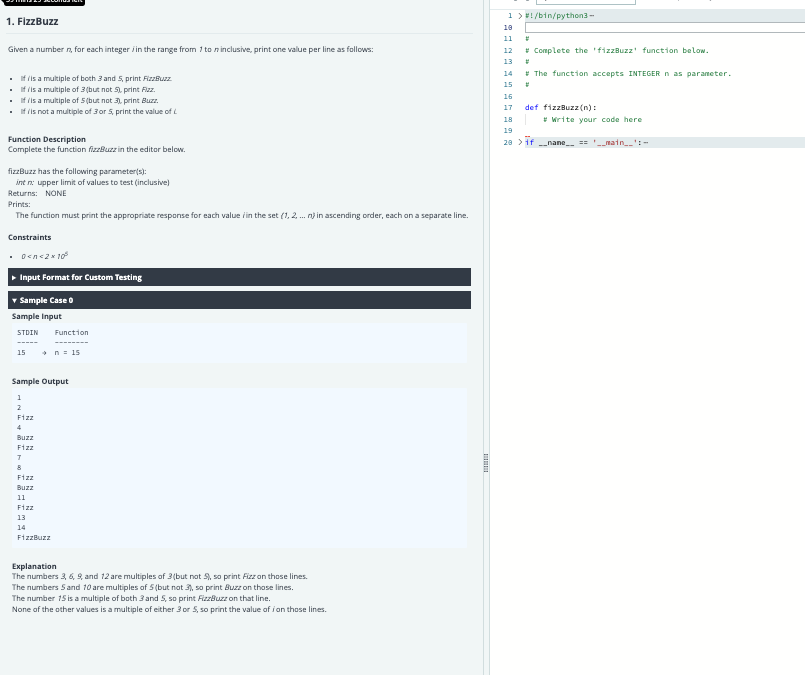 1. FizzBuzz
Given a number n, for each integer i in the range from 1 to n inclusive, print one value per line as follows:
• If i is a multiple of both 3 and 5, print FizzBuzz.
• If i is a multiple of 3 (but not 5), print Fizz.
• If i is a multiple of 5 (but not 3), print Buzz.
• If i is not a multiple of 3 or 5, print the value of i.
Function Description
Complete the function fizzBuzz in the editor below.
fizzBuzz has the following parameter(s):
int n: upper limit of values to test (inclusive)
Returns: NONE
Prints:
The function must print the appropriate response for each value i in the set {1, 2, ... n} in ascending order, each on a separate line.
Constraints
• 0 < n < 2 × 10⁵
▶ Input Format for Custom Testing
▼ Sample Case 0
Sample Input
STDIN Function
----- --------
15 → n = 15
Sample Output
1
2
Fizz
4
Buzz
Fizz
7
8
Fizz
Buzz
11
Fizz
13
14
FizzBuzz
Explanation
The numbers 3, 6, 9, and 12 are multiples of 3 (but not 5), so print Fizz on those lines.
The numbers 5 and 10 are multiples of 5 (but not 3), so print Buzz on those lines.
The number 15 is a multiple of both 3 and 5, so print FizzBuzz on that line.
None of the other values is a multiple of either 3 or 5, so print the value of i on those lines.
1 > #!/bin/python3⋯
10
11 #
12 # Complete the 'fizzBuzz' function below.
13 #
14 # The function accepts INTEGER n as parameter.
15 #
16
17 def fizzBuzz(n):
18 # Write your code here
19
20 > if __name__ == '__main__':⋯